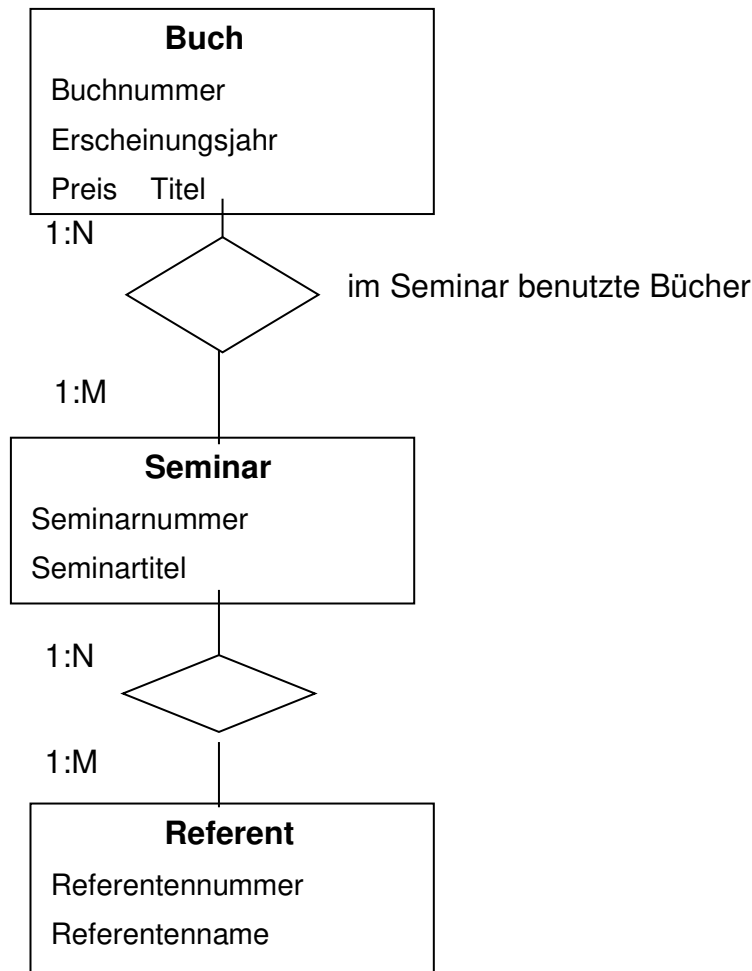 Buch
Buchnummer
Erscheinungsjahr
Preis Titel
1:N
im Seminar benutzte Bücher
1:M
Seminar
Seminarnummer
Seminartitel
1:N
1:M
Referent
Referentennummer
Referentenname